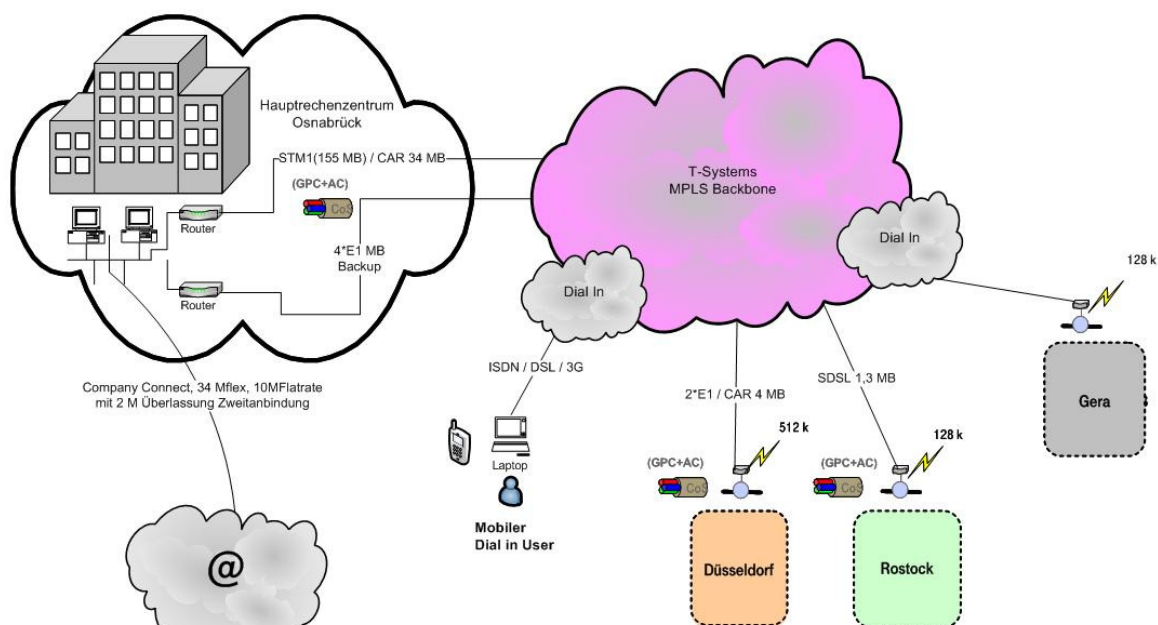 Hauptrechenzentrum
Osnabrück
STM1(155 MB) / CAR 34 MB
(GPC+AC)
CoS
Router
4*E1 MB
Backup
Router
T-Systems
MPLS Backbone
Dial In
Dial In
128 k
Gera
Company Connect, 34 Mflex, 10MFlatrate
mit 2 M Überlassung Zweitanbindung
@
ISDN / DSL / 3G
Laptop
Mobiler
Dial in User
2*E1 / CAR 4 MB
512 k
(GPC+AC)
CoS
Düsseldorf
SDSL 1,3 MB
128 k
(GPC+AC)
CoS
Rostock